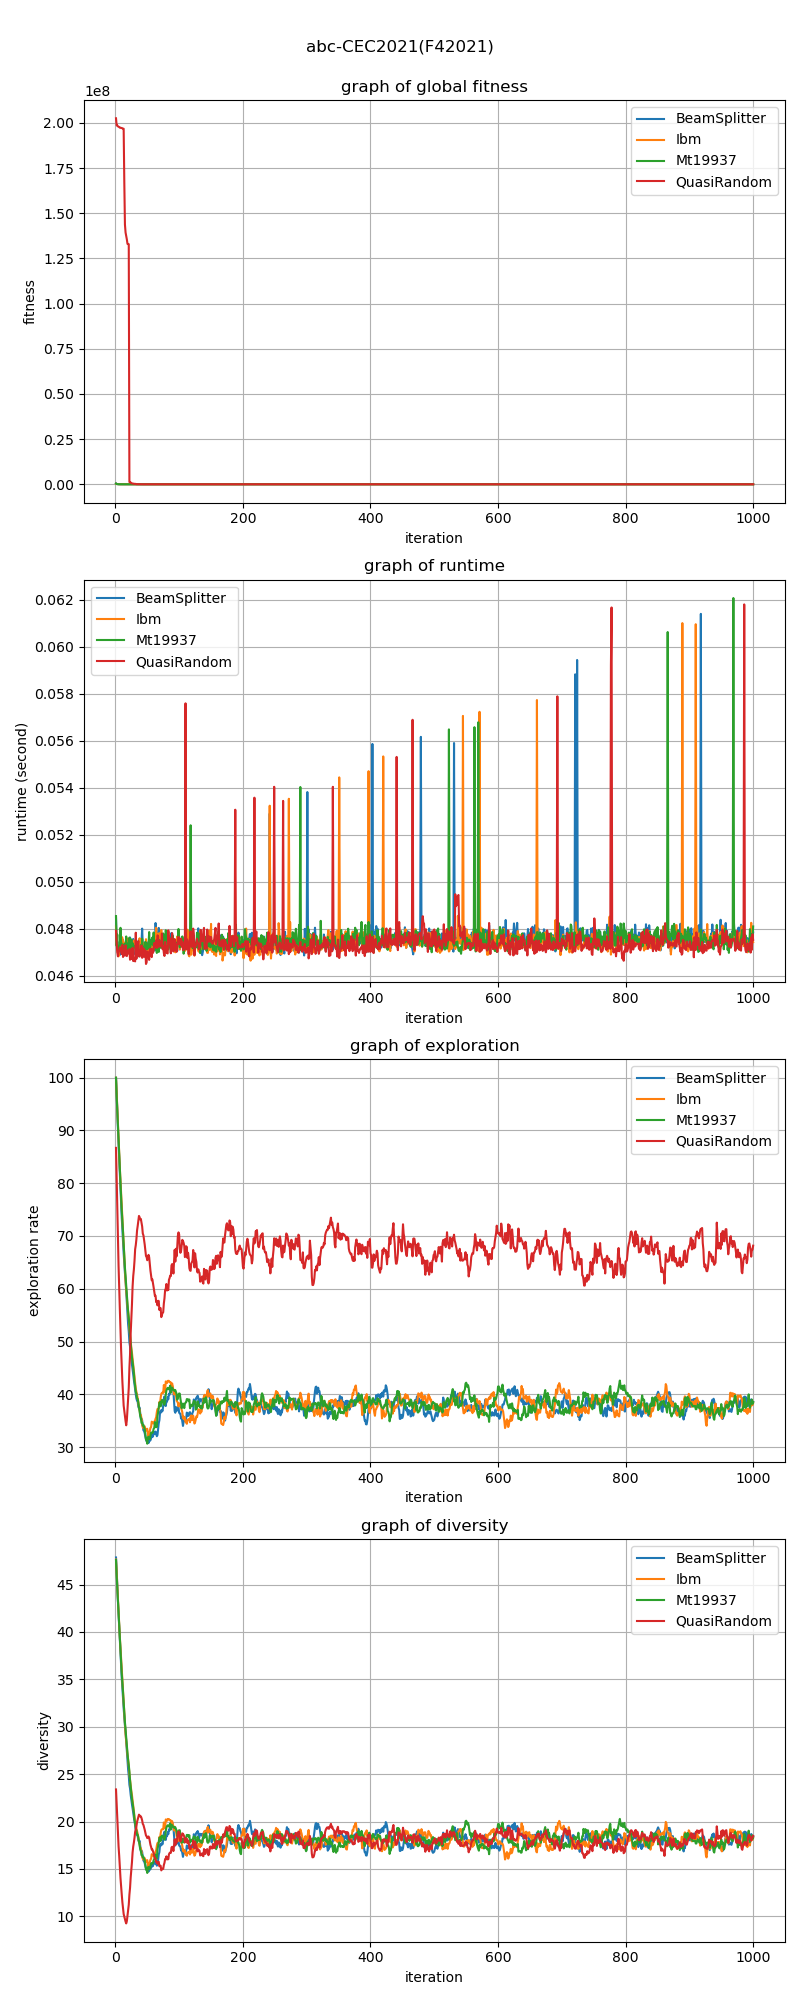 abc-CEC2021(F42021)
graph of global fitness
1e8
2.00
1.75
1.50
1.25
1.00
0.75
0.50
0.25
0.00
fitness
BeamSplitter
Ibm
Mt19937
QuasiRandom
0 200 400 600 800 1000
iteration
graph of runtime
0.062
0.060
0.058
0.056
0.054
0.052
0.050
0.048
0.046
runtime (second)
BeamSplitter
Ibm
Mt19937
QuasiRandom
0 200 400 600 800 1000
iteration
graph of exploration
100
90
80
70
60
50
40
30
exploration rate
BeamSplitter
Ibm
Mt19937
QuasiRandom
0 200 400 600 800 1000
iteration
graph of diversity
45
40
35
30
25
20
15
10
diversity
BeamSplitter
Ibm
Mt19937
QuasiRandom
0 200 400 600 800 1000
iteration